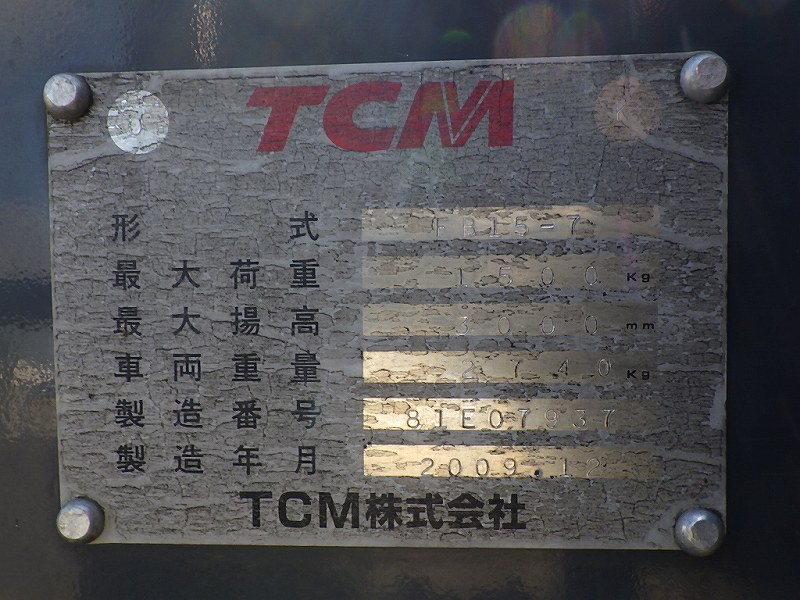 TCM
形式 FB15-7
最大荷重 1500 Kg
最大揚高 3000 mm
車両重量 2740 Kg
製造番号 81E07937
製造年月 2009.12
TCM株式会社